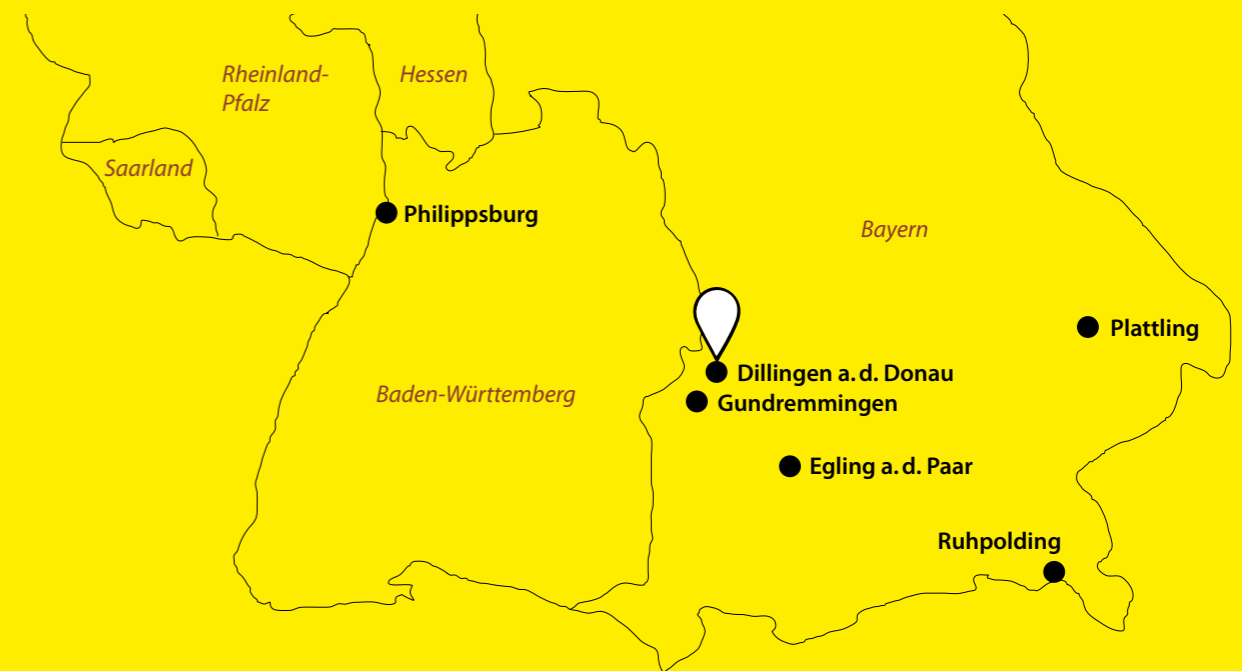 Rheinland-
Pfalz
Hessen
Saarland
Philippsburg
Bayern
Plattling
Dillingen a. d. Donau
Baden-Württemberg
Gundremmingen
Egling a. d. Paar
Ruhpolding